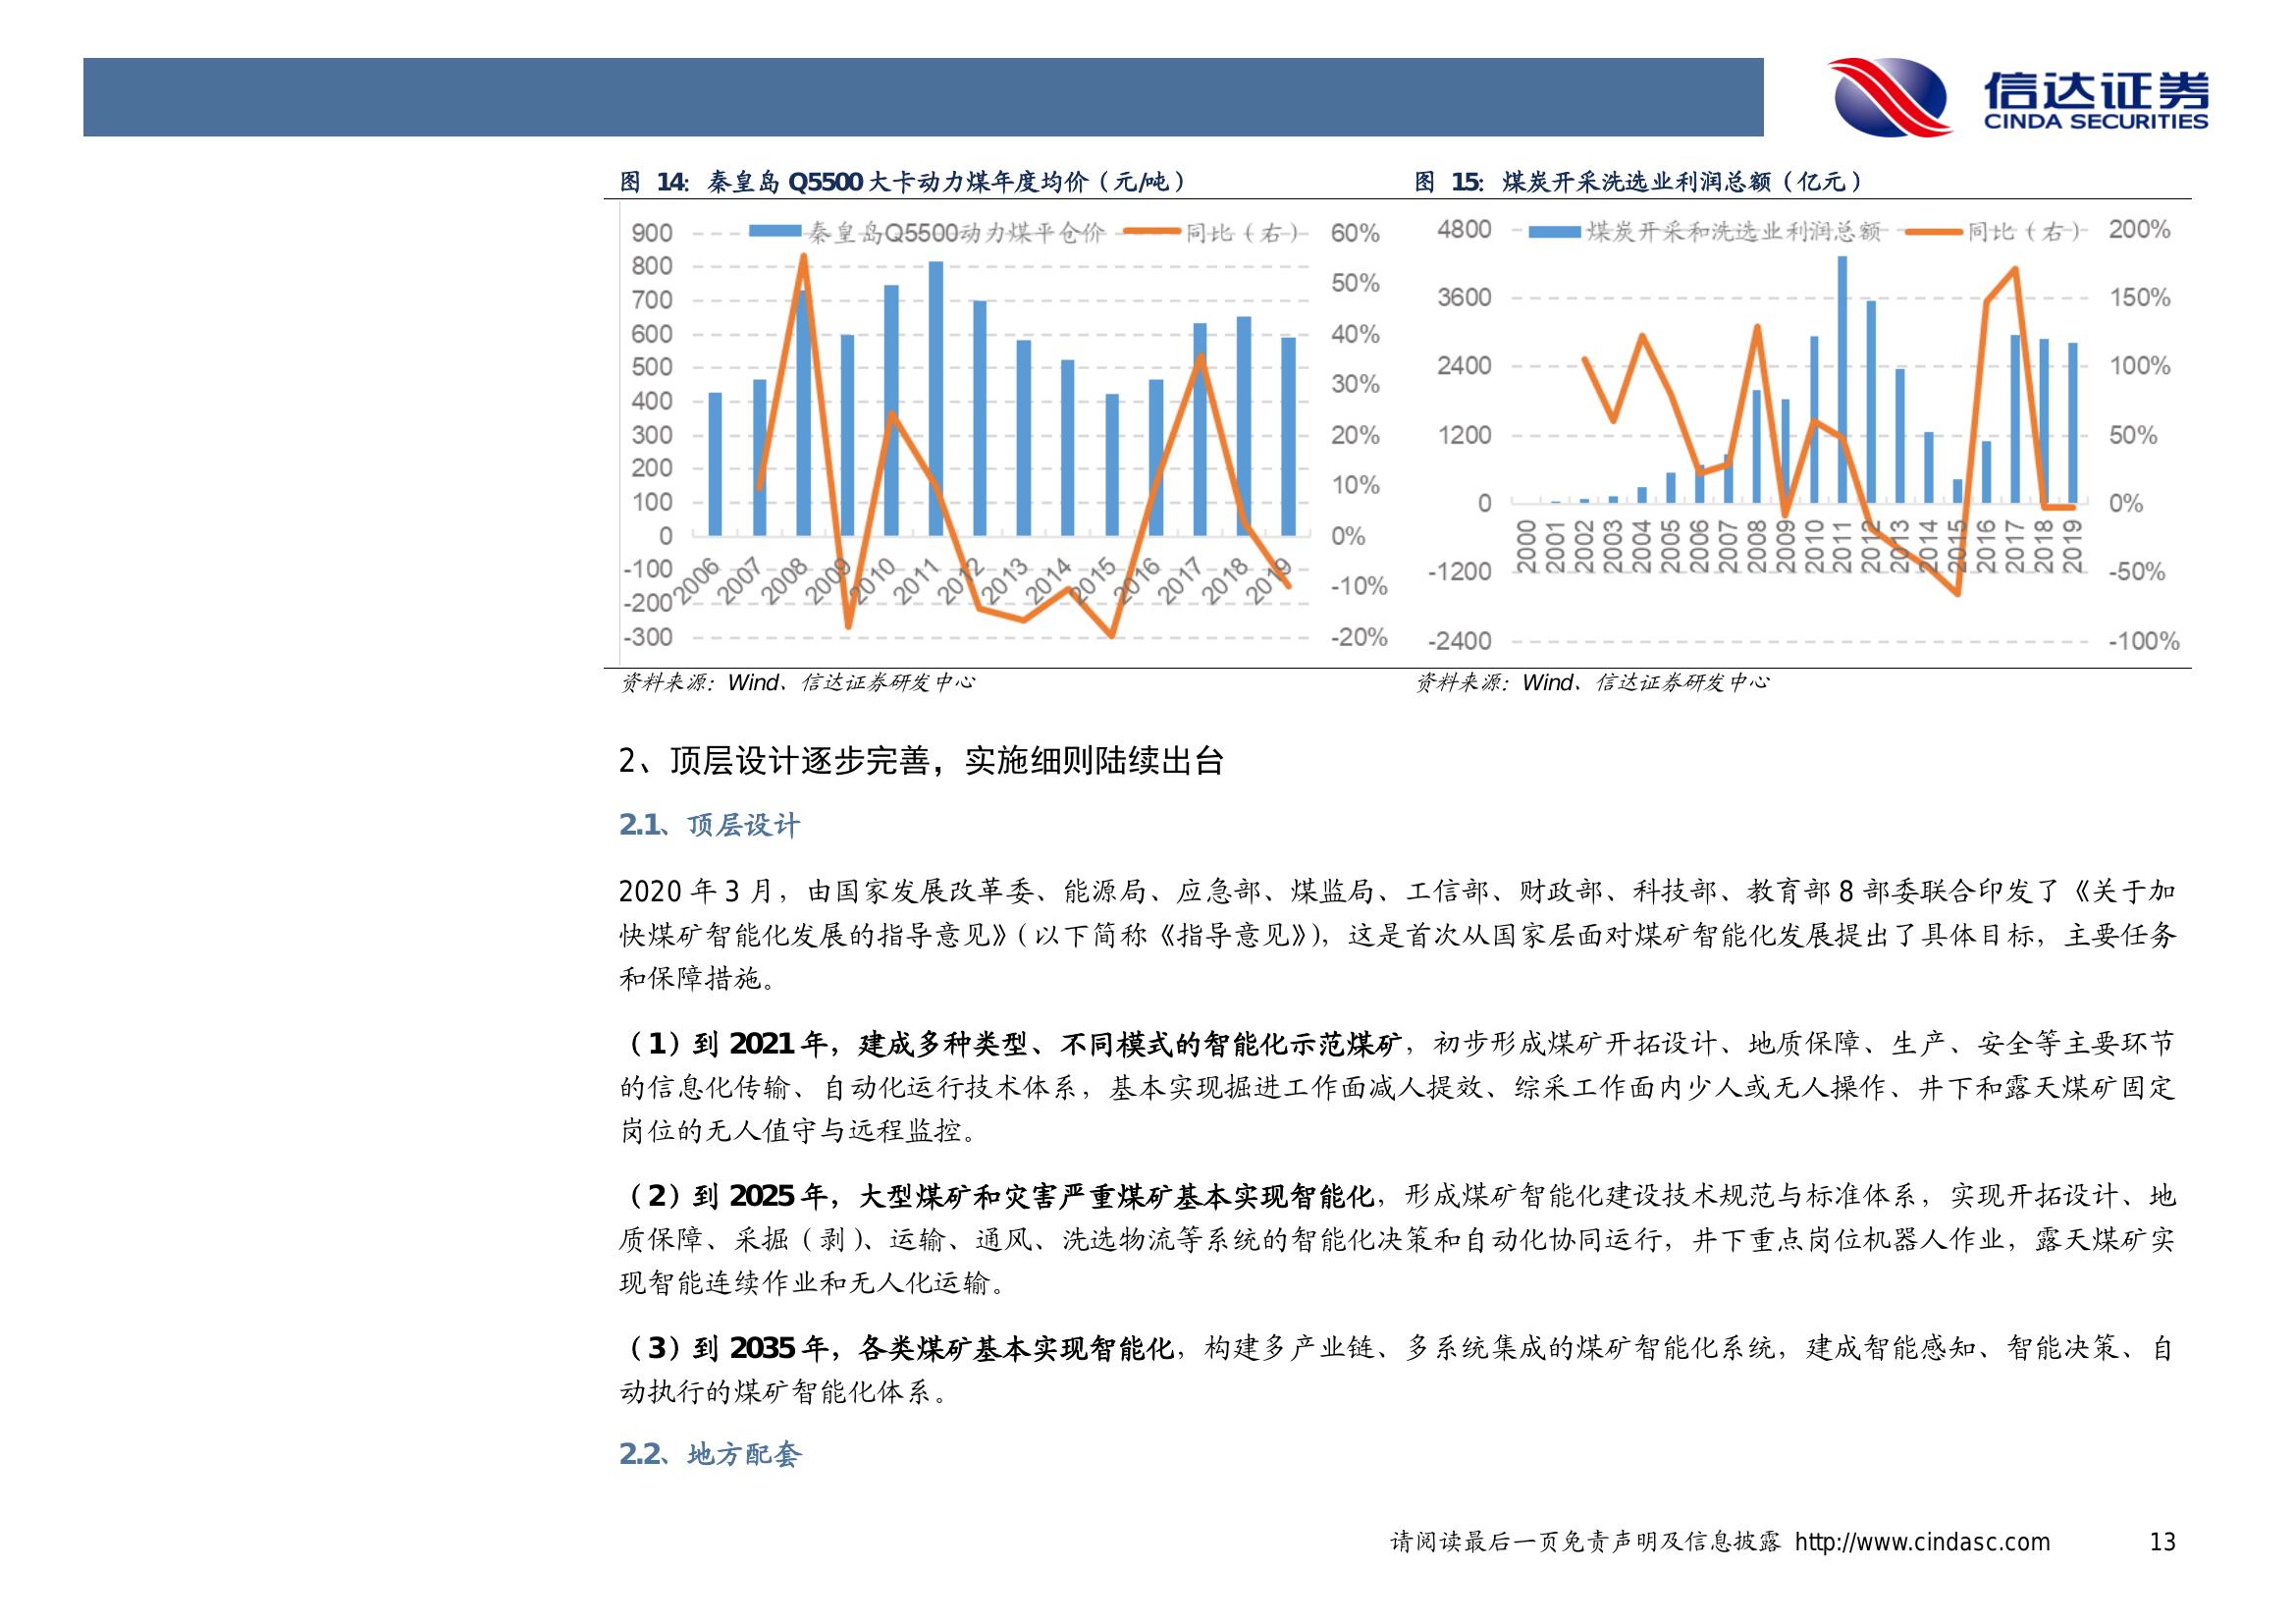 信达证券
CINDA SECURITIES
图 14：秦皇岛 Q5500 大卡动力煤年度均价（元/吨）
秦皇岛Q5500动力煤平仓价 同比（右）
900
800
700
600
500
400
300
200
100
0
-100
-200
-300
60%
50%
40%
30%
20%
10%
0%
-10%
-20%
2006 2007 2008 2009 2010 2011 2012 2013 2014 2015 2016 2017 2018 2019
资料来源：Wind、信达证券研发中心
图 15：煤炭开采洗选业利润总额（亿元）
煤炭开采和洗选业利润总额 同比（右）
4800
3600
2400
1200
0
-1200
-2400
200%
150%
100%
50%
0%
-50%
-100%
2000 2001 2002 2003 2004 2005 2006 2007 2008 2009 2010 2011 2012 2013 2014 2015 2016 2017 2018 2019
资料来源：Wind、信达证券研发中心
2、顶层设计逐步完善，实施细则陆续出台
2.1、顶层设计
2020 年 3 月，由国家发展改革委、能源局、应急部、煤监局、工信部、财政部、科技部、教育部 8 部委联合印发了《关于加
快煤矿智能化发展的指导意见》（以下简称《指导意见》），这是首次从国家层面对煤矿智能化发展提出了具体目标，主要任务
和保障措施。
（1）到 2021 年，建成多种类型、不同模式的智能化示范煤矿，初步形成煤矿开拓设计、地质保障、生产、安全等主要环节
的信息化传输、自动化运行技术体系，基本实现掘进工作面减人提效、综采工作面内少人或无人操作、井下和露天煤矿固定
岗位的无人值守与远程监控。
（2）到 2025 年，大型煤矿和灾害严重煤矿基本实现智能化，形成煤矿智能化建设技术规范与标准体系，实现开拓设计、地
质保障、采掘（剥）、运输、通风、洗选物流等系统的智能化决策和自动化协同运行，井下重点岗位机器人作业，露天煤矿实
现智能连续作业和无人化运输。
（3）到 2035 年，各类煤矿基本实现智能化，构建多产业链、多系统集成的煤矿智能化系统，建成智能感知、智能决策、自
动执行的煤矿智能化体系。
2.2、地方配套
请阅读最后一页免责声明及信息披露 http://www.cindasc.com 13